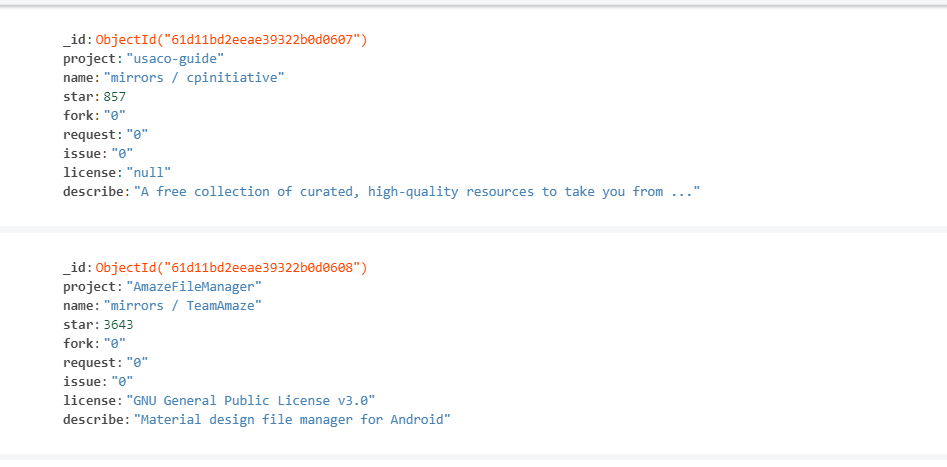 _id: ObjectId("61d11bd2eeae39322b0d0607")
project: "usaco-guide"
name: "mirrors / cpinitiative"
star: 857
fork: "0"
request: "0"
issue: "0"
license: "null"
describe: "A free collection of curated, high-quality resources to take you from ..."
_id: ObjectId("61d11bd2eeae39322b0d0608")
project: "AmazeFileManager"
name: "mirrors / TeamAmaze"
star: 3643
fork: "0"
request: "0"
issue: "0"
license: "GNU General Public License v3.0"
describe: "Material design file manager for Android"